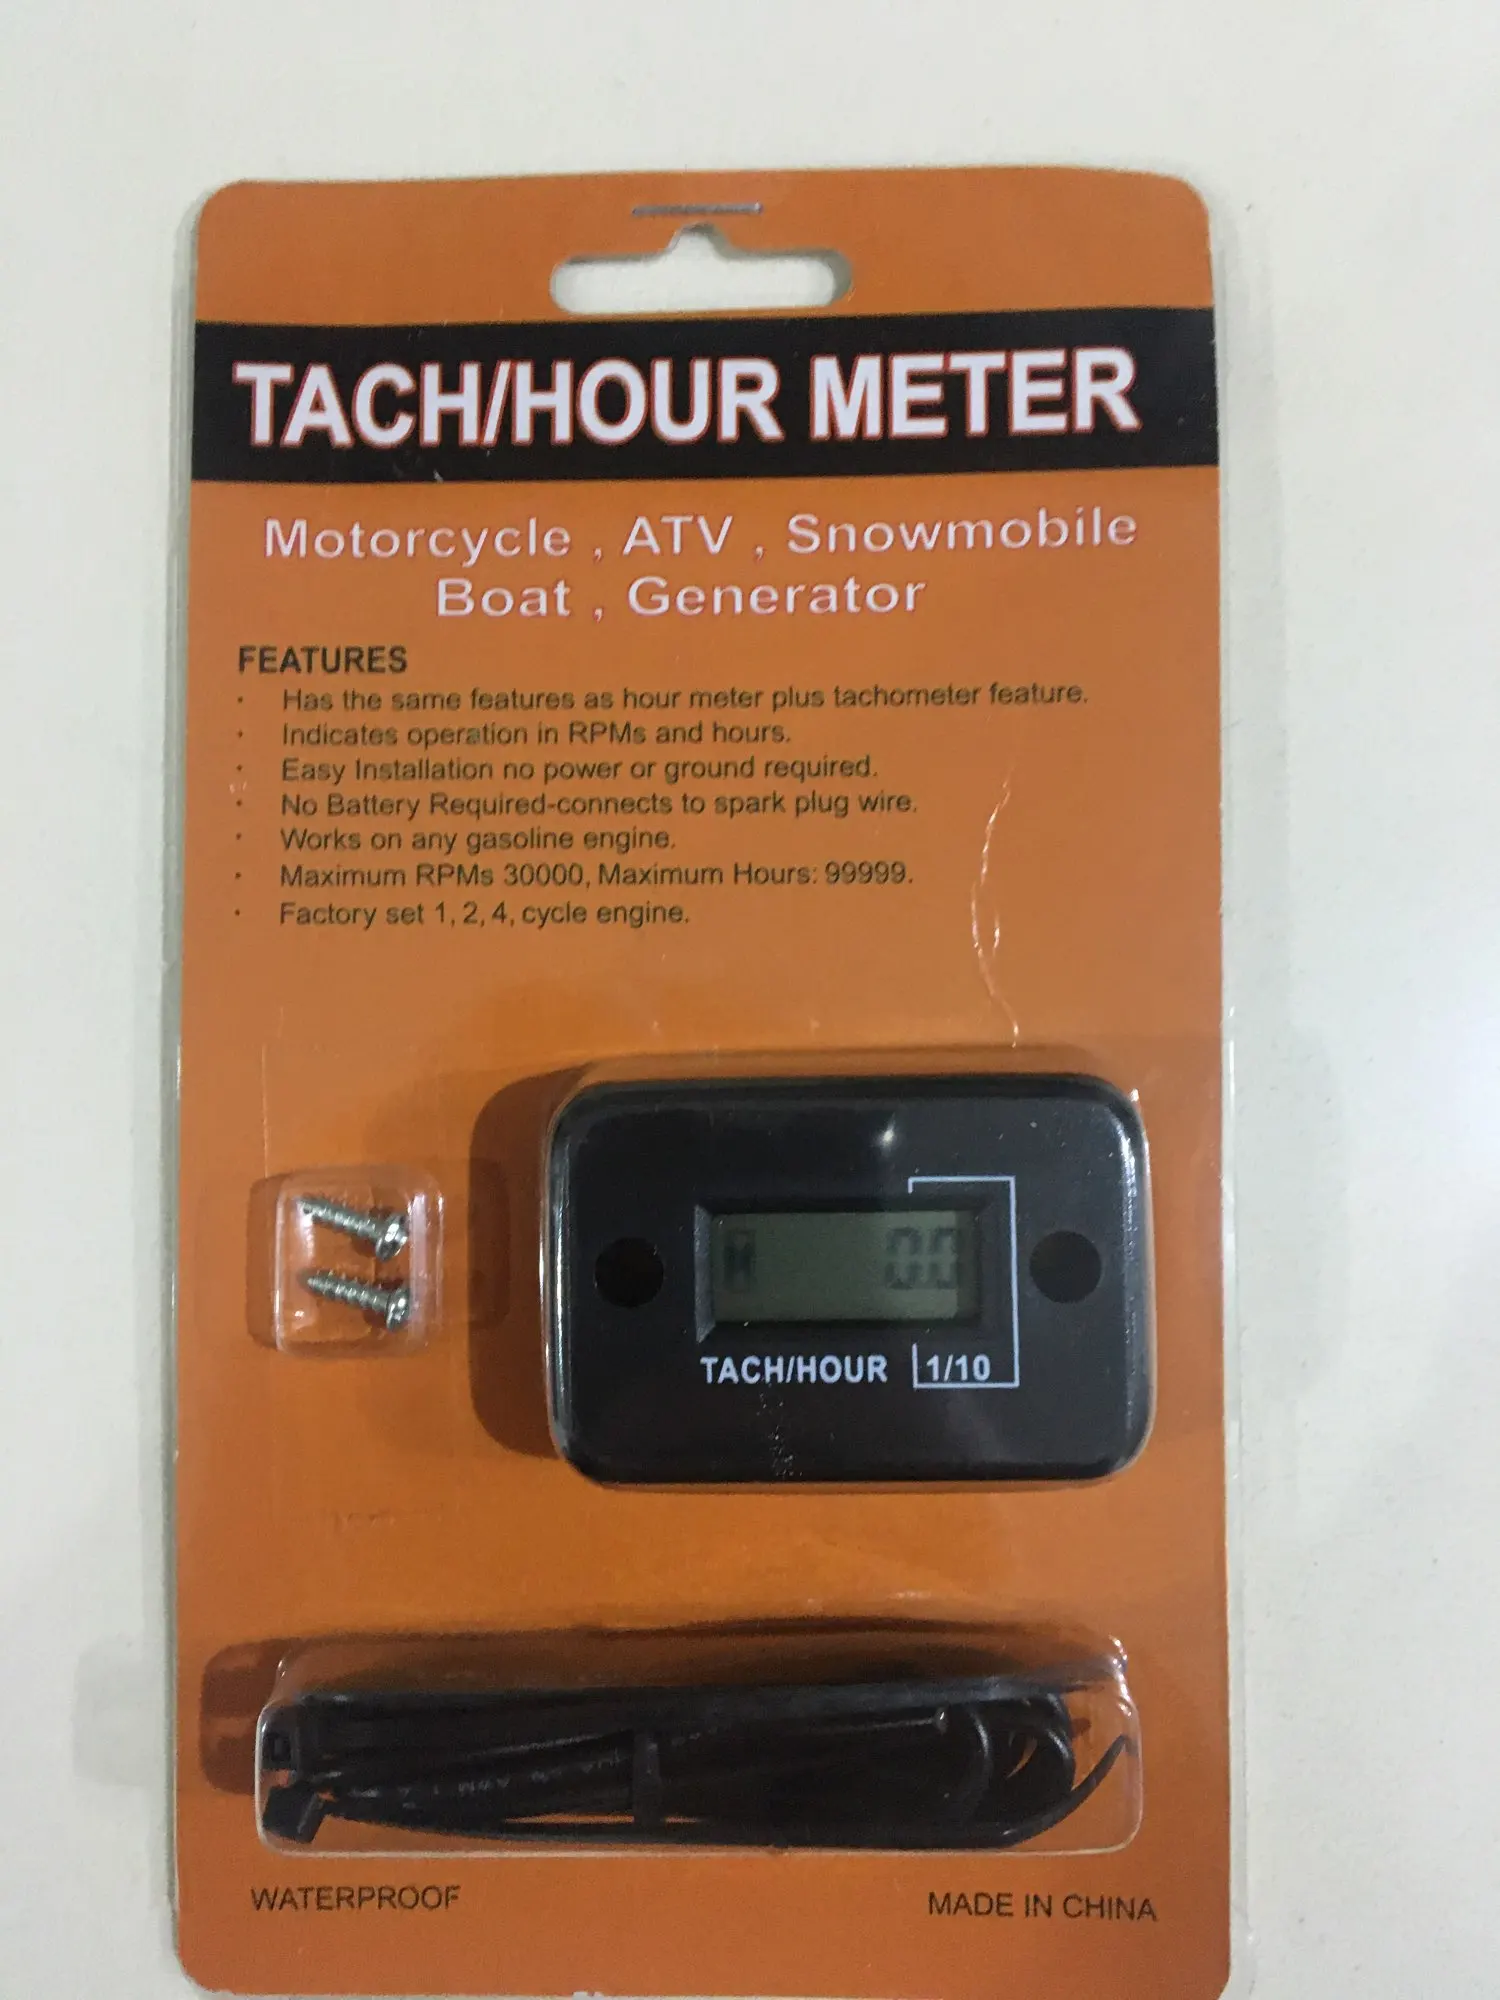 TACH/HOUR METER
Motorcycle , ATV , Snowmobile
Boat , Generator
FEATURES
· Has the same features as hour meter plus tachometer feature.
· Indicates operation in RPMs and hours.
· Easy Installation no power or ground required.
· No Battery Required-connects to spark plug wire.
· Works on any gasoline engine.
· Maximum RPMs 30000, Maximum Hours: 99999.
· Factory set 1, 2, 4, cycle engine.
H 0.0
TACH/HOUR 1/10
WATERPROOF
MADE IN CHINA